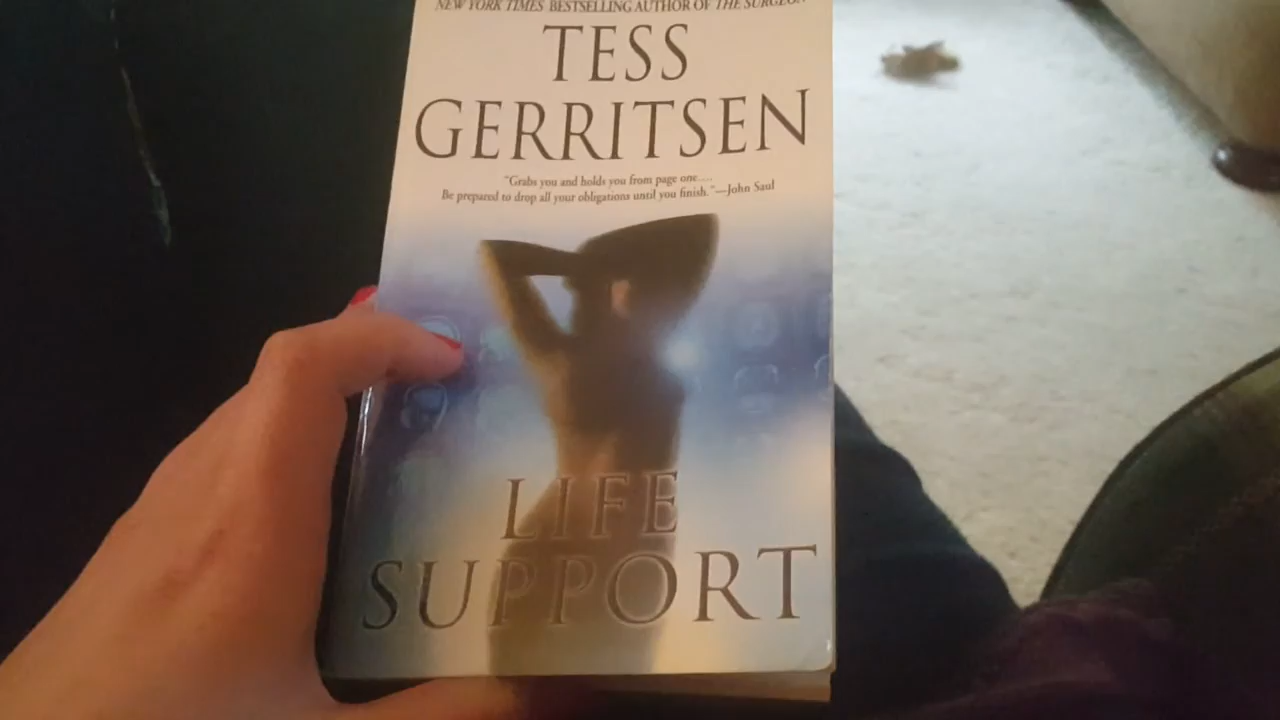 NEW YORK TIMES BESTSELLING AUTHOR OF THE SURGEON
TESS
GERRITSEN
"Grabs you and holds you from page one....
Be prepared to drop all your obligations until you finish."—John Saul
LIFE
SUPPORT